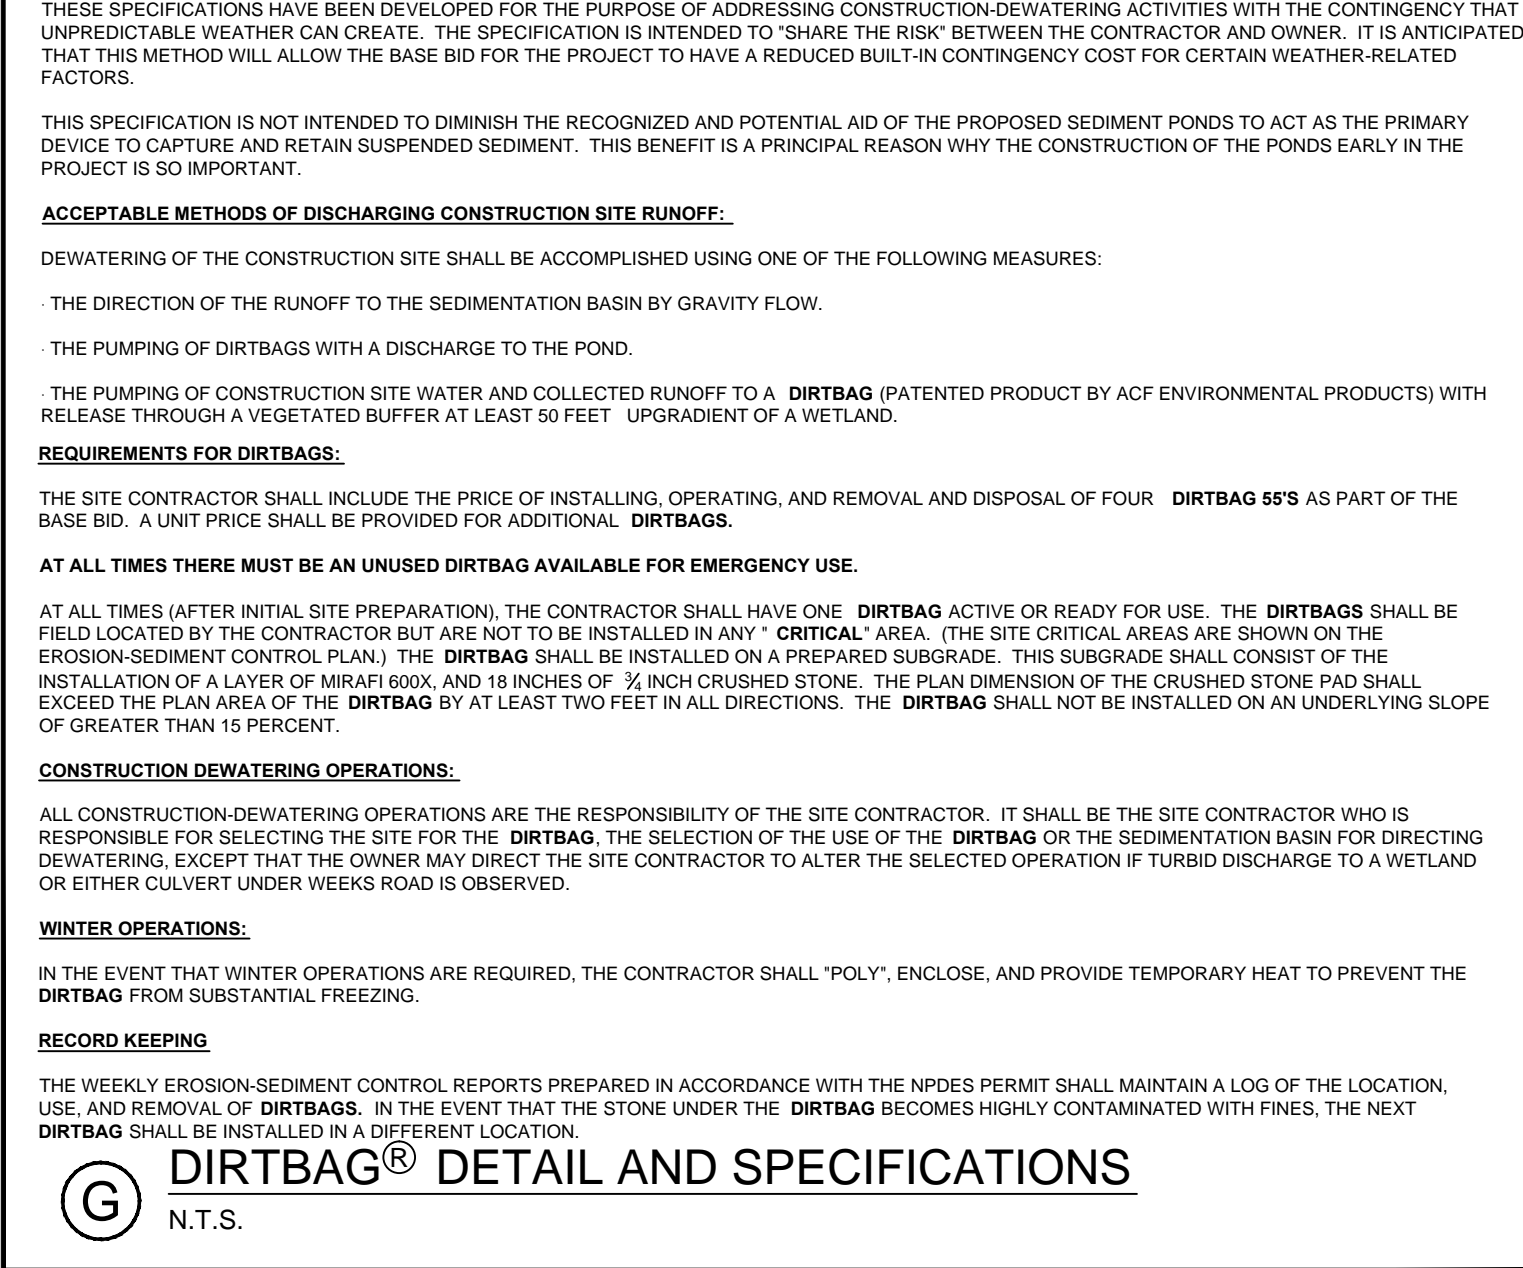 THESE SPECIFICATIONS HAVE BEEN DEVELOPED FOR THE PURPOSE OF ADDRESSING CONSTRUCTION-DEWATERING ACTIVITIES WITH THE CONTINGENCY THAT
UNPREDICTABLE WEATHER CAN CREATE. THE SPECIFICATION IS INTENDED TO "SHARE THE RISK" BETWEEN THE CONTRACTOR AND OWNER. IT IS ANTICIPATED
THAT THIS METHOD WILL ALLOW THE BASE BID FOR THE PROJECT TO HAVE A REDUCED BUILT-IN CONTINGENCY COST FOR CERTAIN WEATHER-RELATED
FACTORS.
THIS SPECIFICATION IS NOT INTENDED TO DIMINISH THE RECOGNIZED AND POTENTIAL AID OF THE PROPOSED SEDIMENT PONDS TO ACT AS THE PRIMARY
DEVICE TO CAPTURE AND RETAIN SUSPENDED SEDIMENT. THIS BENEFIT IS A PRINCIPAL REASON WHY THE CONSTRUCTION OF THE PONDS EARLY IN THE
PROJECT IS SO IMPORTANT.
ACCEPTABLE METHODS OF DISCHARGING CONSTRUCTION SITE RUNOFF:
DEWATERING OF THE CONSTRUCTION SITE SHALL BE ACCOMPLISHED USING ONE OF THE FOLLOWING MEASURES:
· THE DIRECTION OF THE RUNOFF TO THE SEDIMENTATION BASIN BY GRAVITY FLOW.
· THE PUMPING OF DIRTBAGS WITH A DISCHARGE TO THE POND.
· THE PUMPING OF CONSTRUCTION SITE WATER AND COLLECTED RUNOFF TO A DIRTBAG (PATENTED PRODUCT BY ACF ENVIRONMENTAL PRODUCTS) WITH
RELEASE THROUGH A VEGETATED BUFFER AT LEAST 50 FEET UPGRADIENT OF A WETLAND.
REQUIREMENTS FOR DIRTBAGS:
THE SITE CONTRACTOR SHALL INCLUDE THE PRICE OF INSTALLING, OPERATING, AND REMOVAL AND DISPOSAL OF FOUR DIRTBAG 55'S AS PART OF THE
BASE BID. A UNIT PRICE SHALL BE PROVIDED FOR ADDITIONAL DIRTBAGS.
AT ALL TIMES THERE MUST BE AN UNUSED DIRTBAG AVAILABLE FOR EMERGENCY USE.
AT ALL TIMES (AFTER INITIAL SITE PREPARATION), THE CONTRACTOR SHALL HAVE ONE DIRTBAG ACTIVE OR READY FOR USE. THE DIRTBAGS SHALL BE
FIELD LOCATED BY THE CONTRACTOR BUT ARE NOT TO BE INSTALLED IN ANY " CRITICAL" AREA. (THE SITE CRITICAL AREAS ARE SHOWN ON THE
EROSION-SEDIMENT CONTROL PLAN.) THE DIRTBAG SHALL BE INSTALLED ON A PREPARED SUBGRADE. THIS SUBGRADE SHALL CONSIST OF THE
INSTALLATION OF A LAYER OF MIRAFI 600X, AND 18 INCHES OF ¾ INCH CRUSHED STONE. THE PLAN DIMENSION OF THE CRUSHED STONE PAD SHALL
EXCEED THE PLAN AREA OF THE DIRTBAG BY AT LEAST TWO FEET IN ALL DIRECTIONS. THE DIRTBAG SHALL NOT BE INSTALLED ON AN UNDERLYING SLOPE
OF GREATER THAN 15 PERCENT.
CONSTRUCTION DEWATERING OPERATIONS:
ALL CONSTRUCTION-DEWATERING OPERATIONS ARE THE RESPONSIBILITY OF THE SITE CONTRACTOR. IT SHALL BE THE SITE CONTRACTOR WHO IS
RESPONSIBLE FOR SELECTING THE SITE FOR THE DIRTBAG, THE SELECTION OF THE USE OF THE DIRTBAG OR THE SEDIMENTATION BASIN FOR DIRECTING
DEWATERING, EXCEPT THAT THE OWNER MAY DIRECT THE SITE CONTRACTOR TO ALTER THE SELECTED OPERATION IF TURBID DISCHARGE TO A WETLAND
OR EITHER CULVERT UNDER WEEKS ROAD IS OBSERVED.
WINTER OPERATIONS:
IN THE EVENT THAT WINTER OPERATIONS ARE REQUIRED, THE CONTRACTOR SHALL "POLY", ENCLOSE, AND PROVIDE TEMPORARY HEAT TO PREVENT THE
DIRTBAG FROM SUBSTANTIAL FREEZING.
RECORD KEEPING
THE WEEKLY EROSION-SEDIMENT CONTROL REPORTS PREPARED IN ACCORDANCE WITH THE NPDES PERMIT SHALL MAINTAIN A LOG OF THE LOCATION,
USE, AND REMOVAL OF DIRTBAGS. IN THE EVENT THAT THE STONE UNDER THE DIRTBAG BECOMES HIGHLY CONTAMINATED WITH FINES, THE NEXT
DIRTBAG SHALL BE INSTALLED IN A DIFFERENT LOCATION.
G
DIRTBAG® DETAIL AND SPECIFICATIONS
N.T.S.